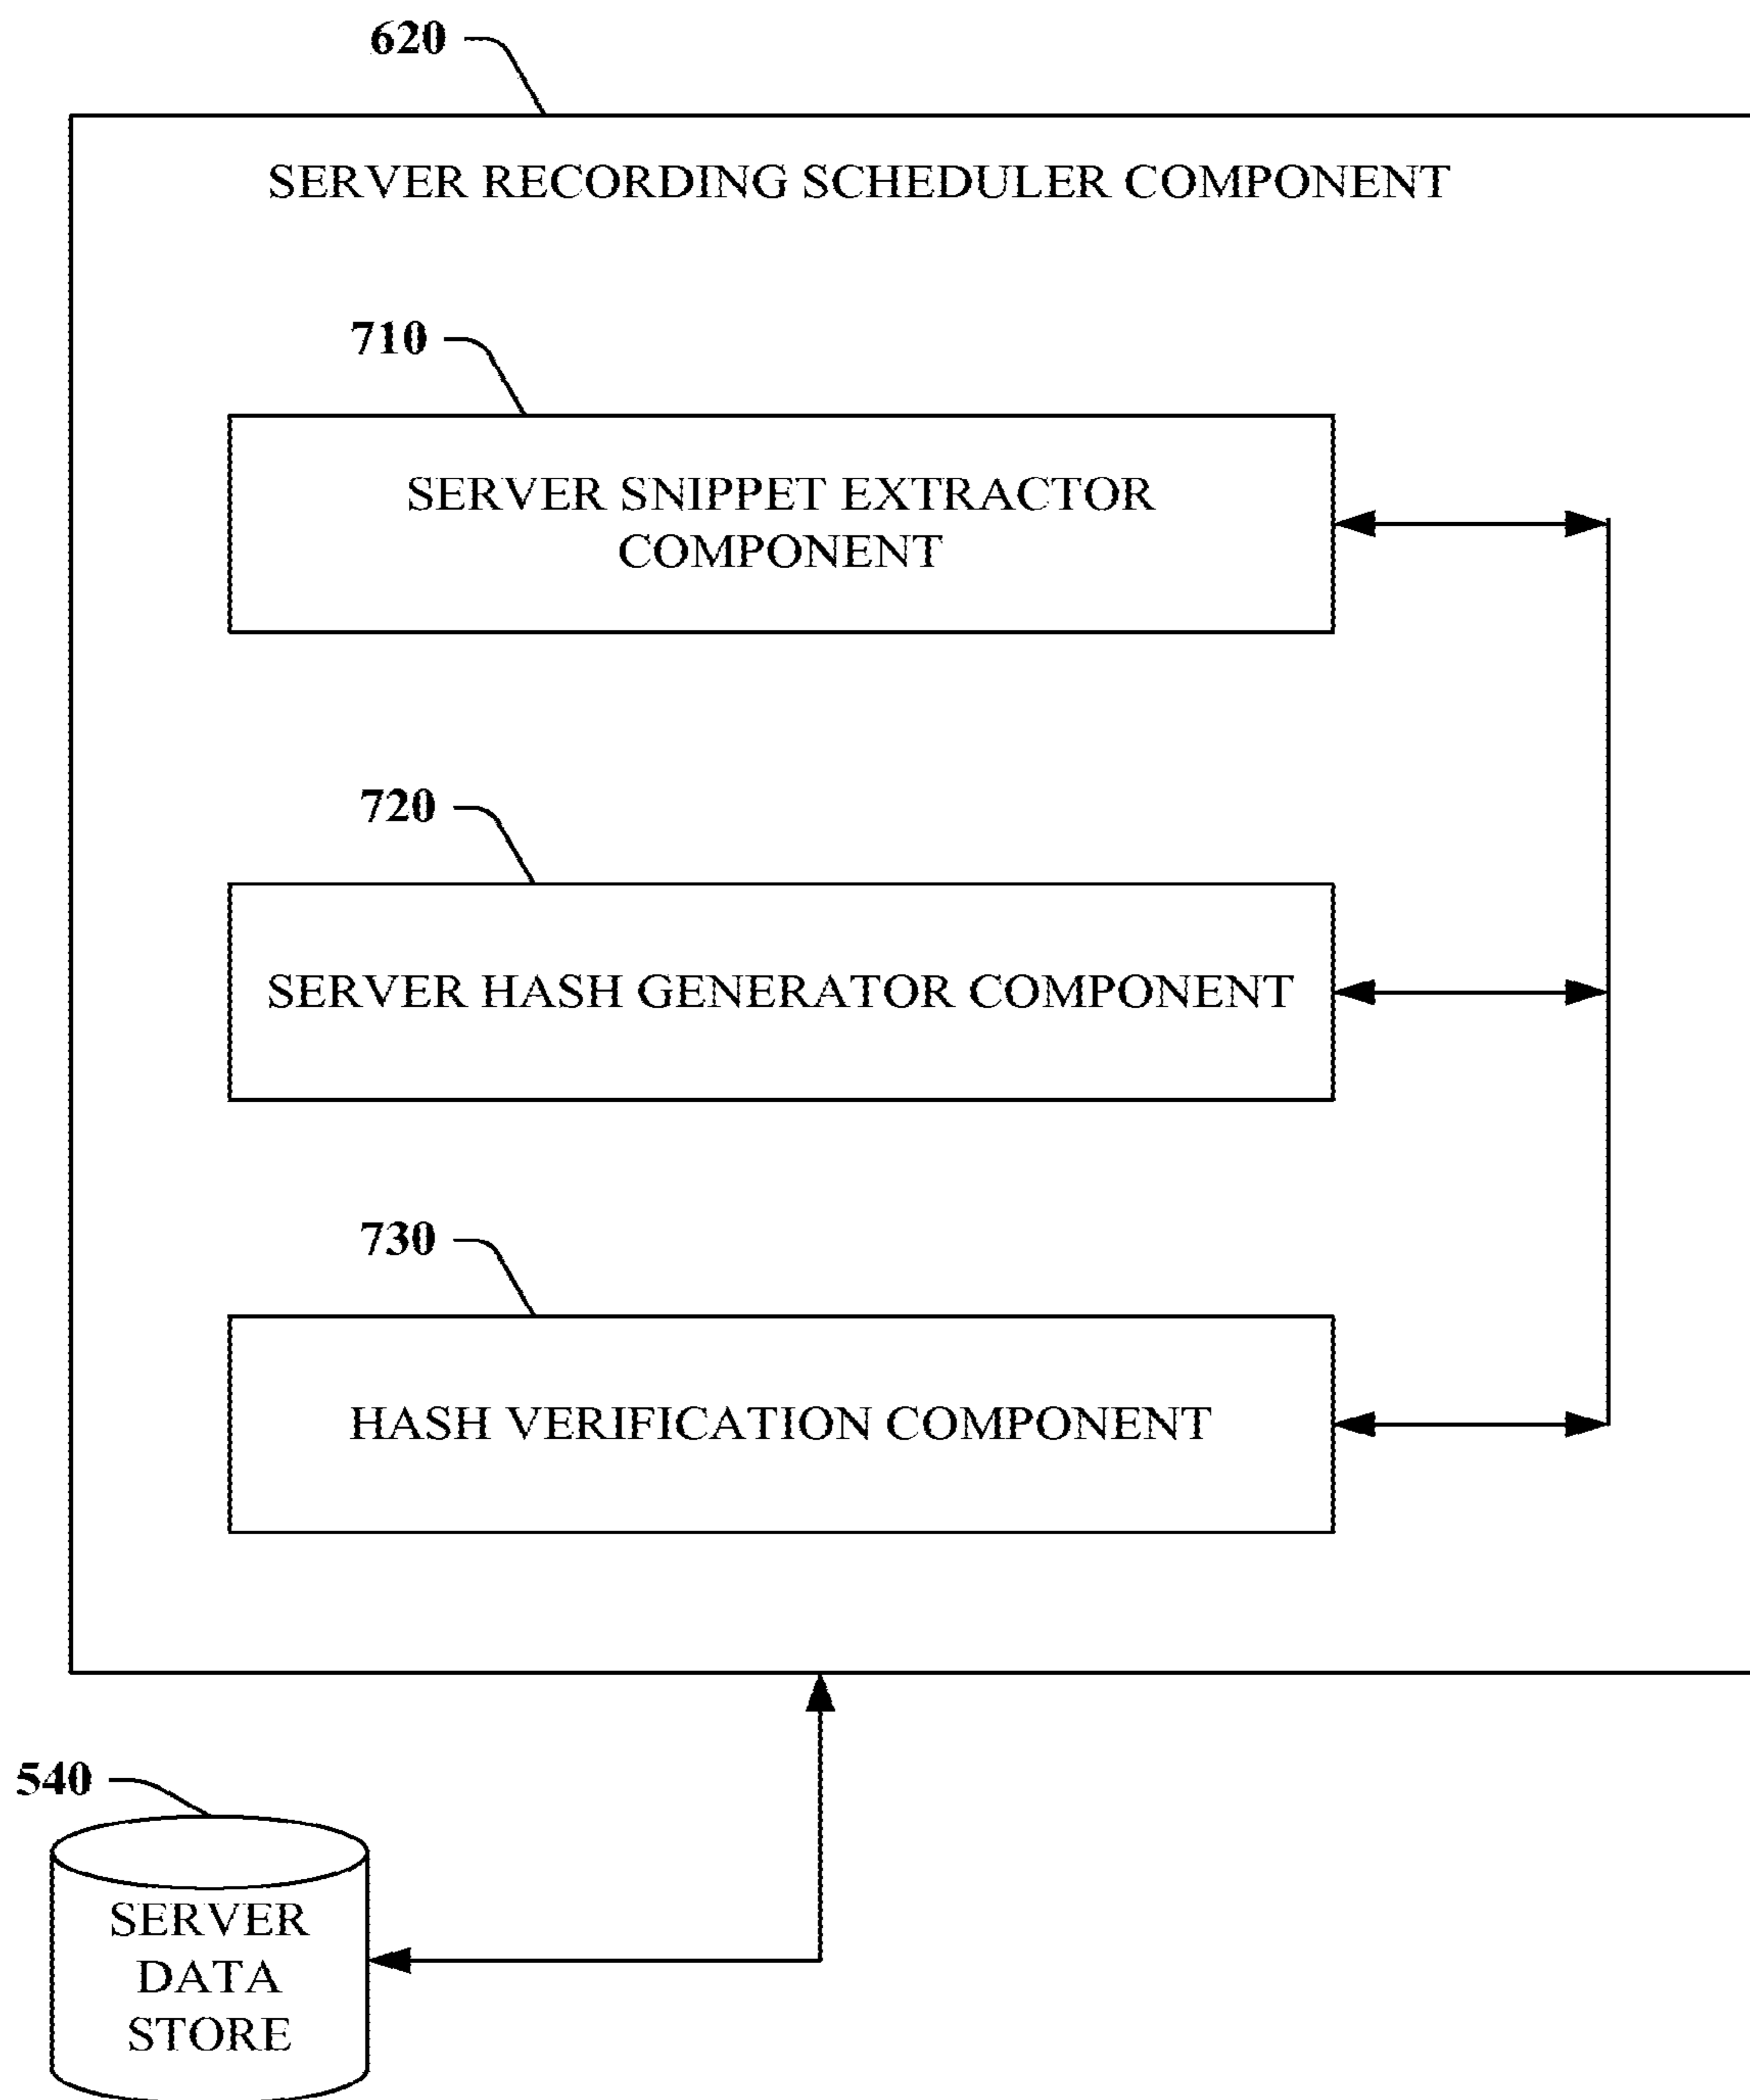 620
SERVER RECORDING SCHEDULER COMPONENT
710
SERVER SNIPPET EXTRACTOR
COMPONENT
720
SERVER HASH GENERATOR COMPONENT
730
HASH VERIFICATION COMPONENT
540
SERVER
DATA
STORE